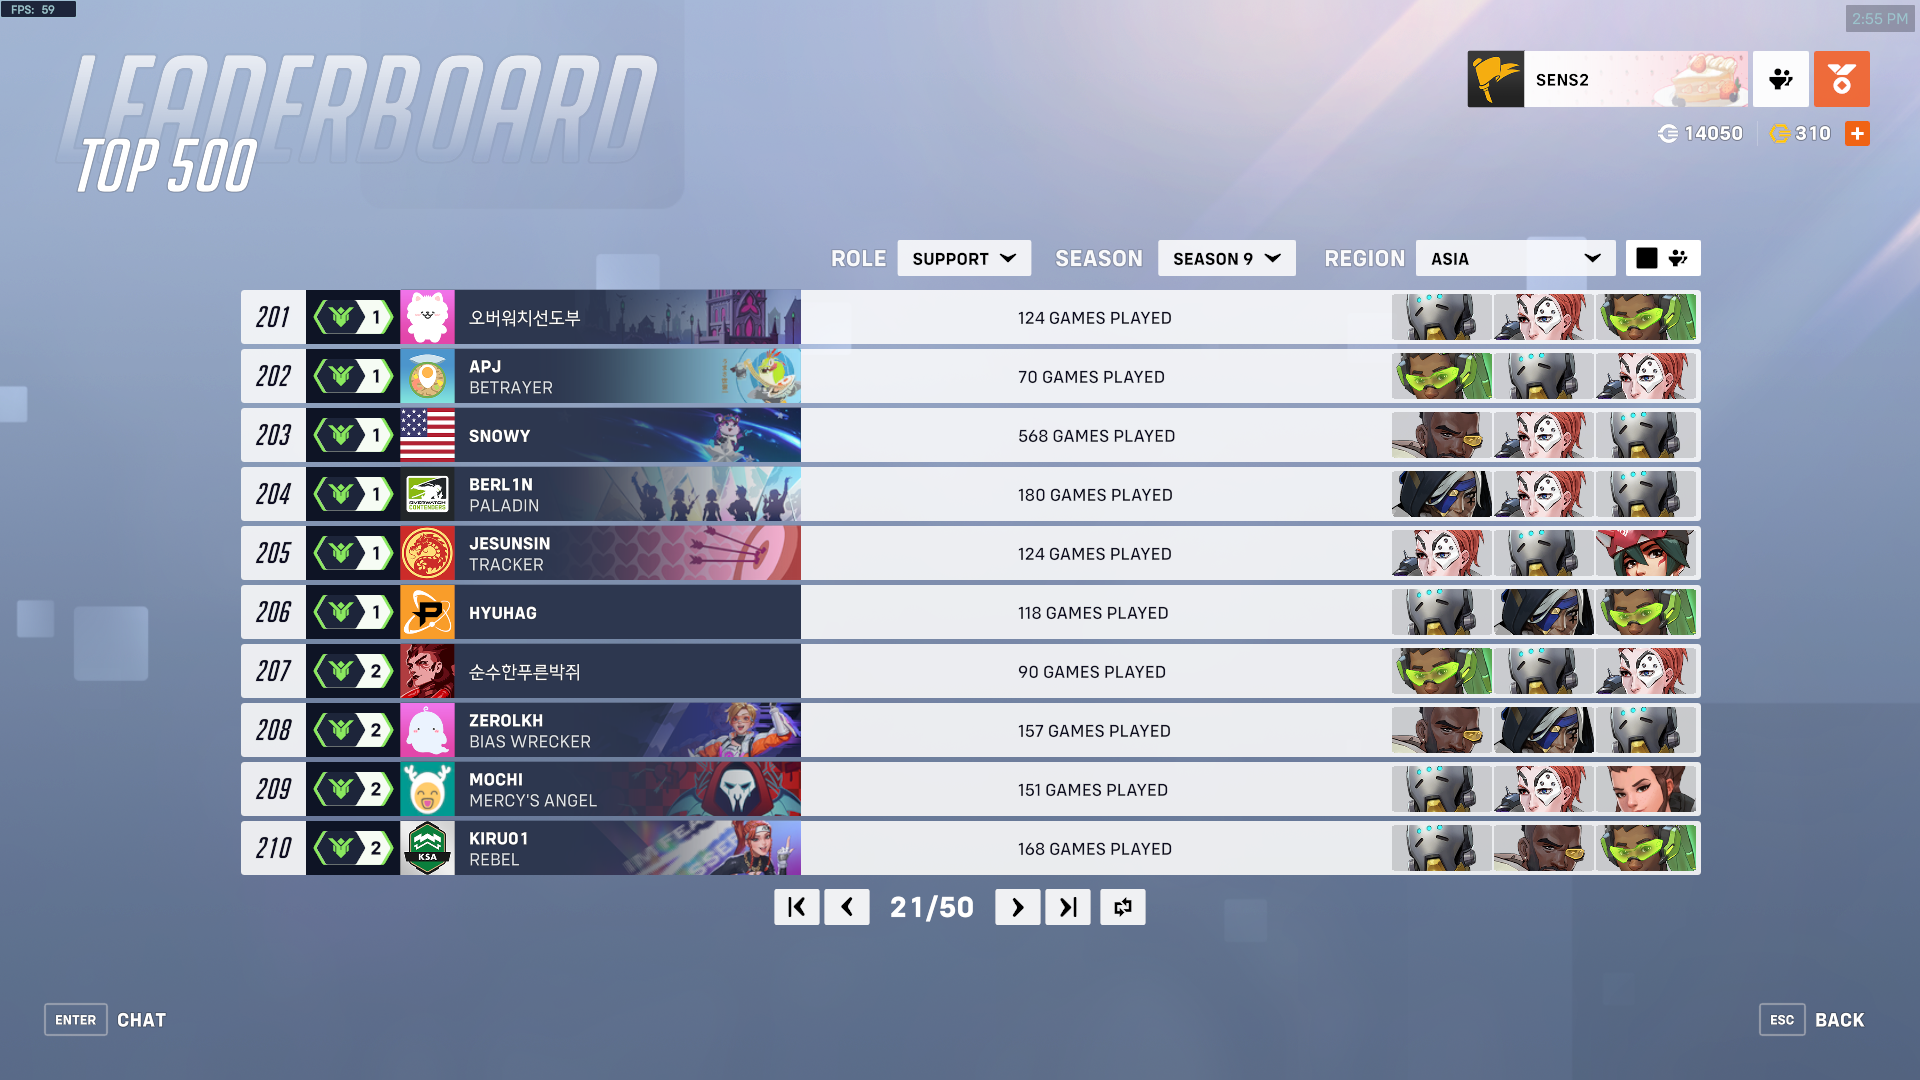 FPS: 59
2:55 PM
LEADERBOARD
TOP 500
SENS2
14050
310
ROLE SUPPORT SEASON SEASON 9 REGION ASIA
201 1 오버워치선도부 124 GAMES PLAYED
202 1 APJ 70 GAMES PLAYED
BETRAYER
203 1 SNOWY 568 GAMES PLAYED
204 1 BERL1N 180 GAMES PLAYED
OVERWATCH
CONTENDERS
PALADIN
205 1 JESUNSIN 124 GAMES PLAYED
TRACKER
206 1 HYUHAG 118 GAMES PLAYED
207 2 순수한푸른박쥐 90 GAMES PLAYED
208 2 ZEROLKH 157 GAMES PLAYED
BIAS WRECKER
209 2 MOCHI 151 GAMES PLAYED
MERCY'S ANGEL
210 2 KIRU01 168 GAMES PLAYED
KSA
REBEL
21/50
ENTER CHAT
ESC BACK